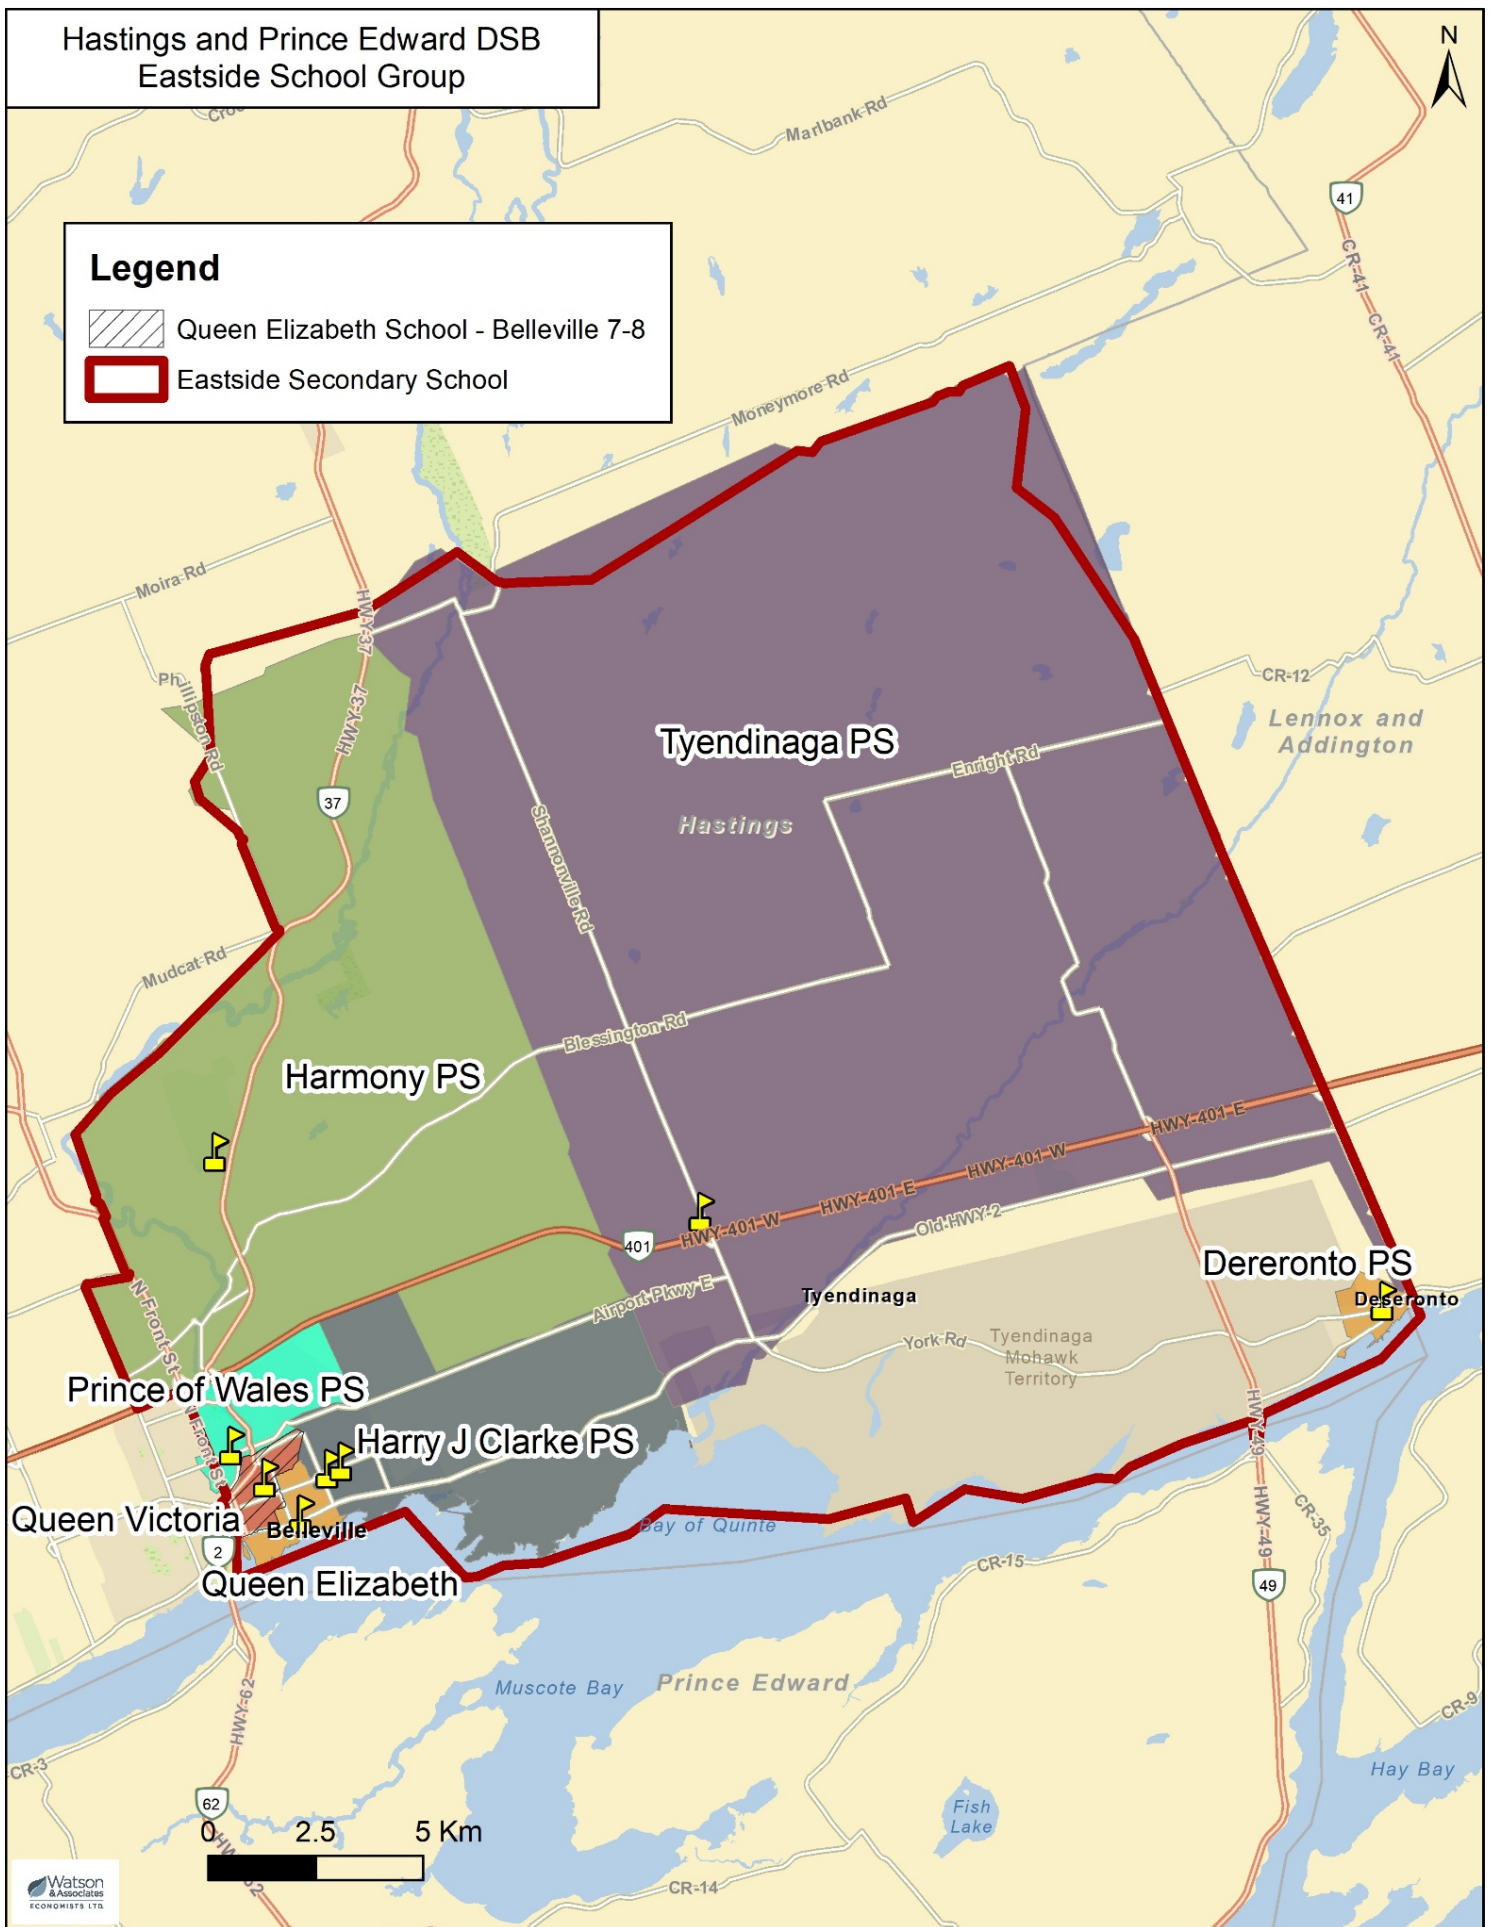 Hastings and Prince Edward DSB
Eastside School Group
N
Marlbank Rd
41
CR-41
CR-41
Legend
Queen Elizabeth School - Belleville 7-8
Eastside Secondary School
Moneymore Rd
Moira Rd
HWY-37
Phillipston Rd
HWY-37
CR-12
Lennox and
Addington
Tyendinaga PS
Enright Rd
37
Hastings
Shannonville Rd
Mudcat Rd
Blessington Rd
Harmony PS
HWY-401 E
HWY-401 W
HWY-401 E
HWY-401 W
Old HWY-2
401
Dereronto PS
Airport Pkwy E
Tyendinaga
Deseronto
N Front St
York Rd
Tyendinaga
Mohawk
Territory
Prince of Wales PS
N Front St
HWY-49
Harry J Clarke PS
Queen Victoria
Belleville
Bay of Quinte
HWY-49
CR-35
2
CR-15
Queen Elizabeth
49
Muscote Bay
Prince Edward
HWY-62
CR-9
CR-3
Hay Bay
62
Fish
Lake
0 2.5 5 Km
CR-14
Watson
& Associates
ECONOMISTS LTD.